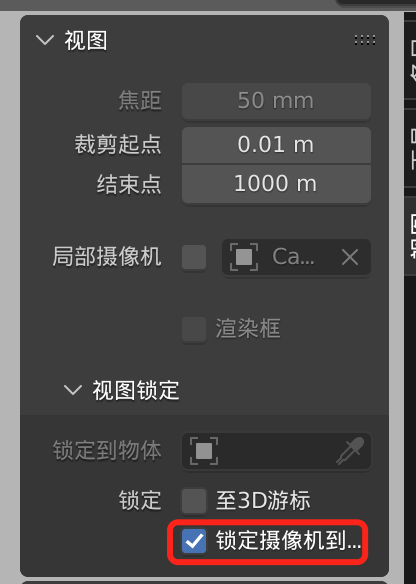 视图
焦距 50 mm
裁剪起点 0.01 m
结束点 1000 m
局部摄像机 Ca...
渲染框
视图锁定
锁定到物体
锁定 至3D游标
锁定摄像机到...